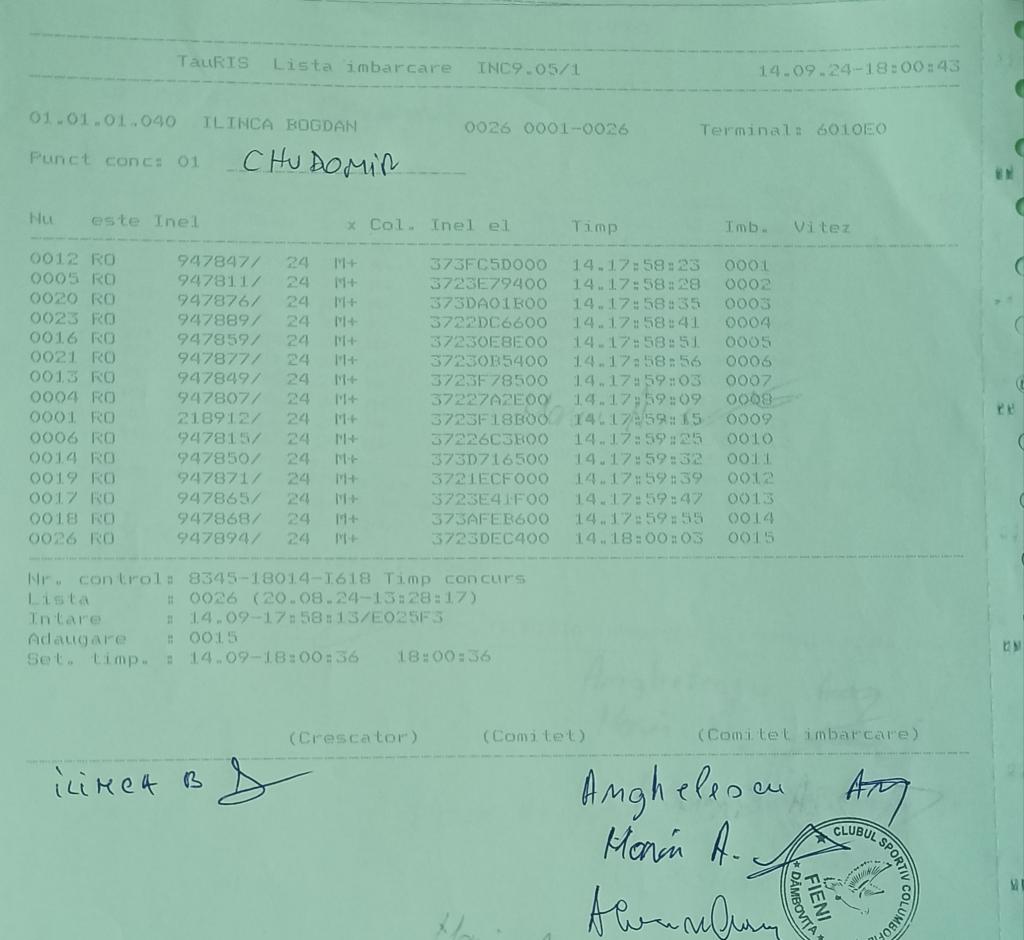 TauRIS Lista imbarcare INC9.05/1 14.09.24-18:00:43
01.01.01.040 ILINCA BOGDAN 0026 0001-0026 Terminal: 6010E0
Punct conc: 01 CHUDOMIR
Nu este Inel x Col. Inel el Timp Imb. Vitez
0012 RO 947847/ 24 M+ 373FC5D000 14.17:58:23 0001
0005 RO 947811/ 24 M+ 3723E79400 14.17:58:28 0002
0020 RO 947876/ 24 M+ 373DA01B00 14.17:58:35 0003
0023 RO 947889/ 24 M+ 3722DC6600 14.17:58:41 0004
0016 RO 947859/ 24 M+ 37230E8E00 14.17:58:51 0005
0021 RO 947877/ 24 M+ 37230B5400 14.17:58:56 0006
0013 RO 947849/ 24 M+ 3723F78500 14.17:59:03 0007
0004 RO 947807/ 24 M+ 37227A2E00 14.17:59:09 0008
0001 RO 218912/ 24 M+ 3723F18B00 14.17:59:15 0009
0006 RO 947815/ 24 M+ 37226C3B00 14.17:59:25 0010
0014 RO 947850/ 24 M+ 373D716500 14.17:59:32 0011
0019 RO 947871/ 24 M+ 3721ECF000 14.17:59:39 0012
0017 RO 947865/ 24 M+ 3723E41F00 14.17:59:47 0013
0018 RO 947868/ 24 M+ 373AFEB600 14.17:59:55 0014
0026 RO 947894/ 24 M+ 3723DEC400 14.18:00:03 0015
Nr. control: 8345-18014-I618 Timp concurs
Lista : 0026 (20.08.24-13:28:17)
Intare : 14.09-17:58:13/E025F3
Adaugare : 0015
Set. timp. : 14.09-18:00:36 18:00:36
(Crescator) (Comitet) (Comitet imbarcare)
ILINCA B
Anghelescu
A.
CLUBUL SPORTIV
FIENI
DÂMBOVIȚA